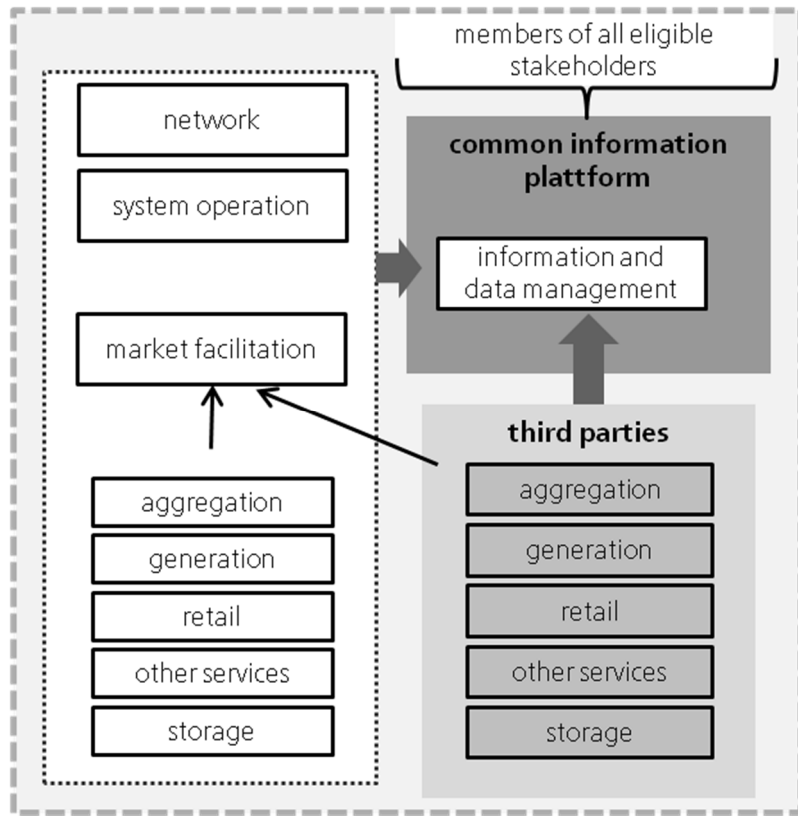 members of all eligible
stakeholders
network
system operation
market facilitation
aggregation
generation
retail
other services
storage
common information
plattform
information and
data management
third parties
aggregation
generation
retail
other services
storage